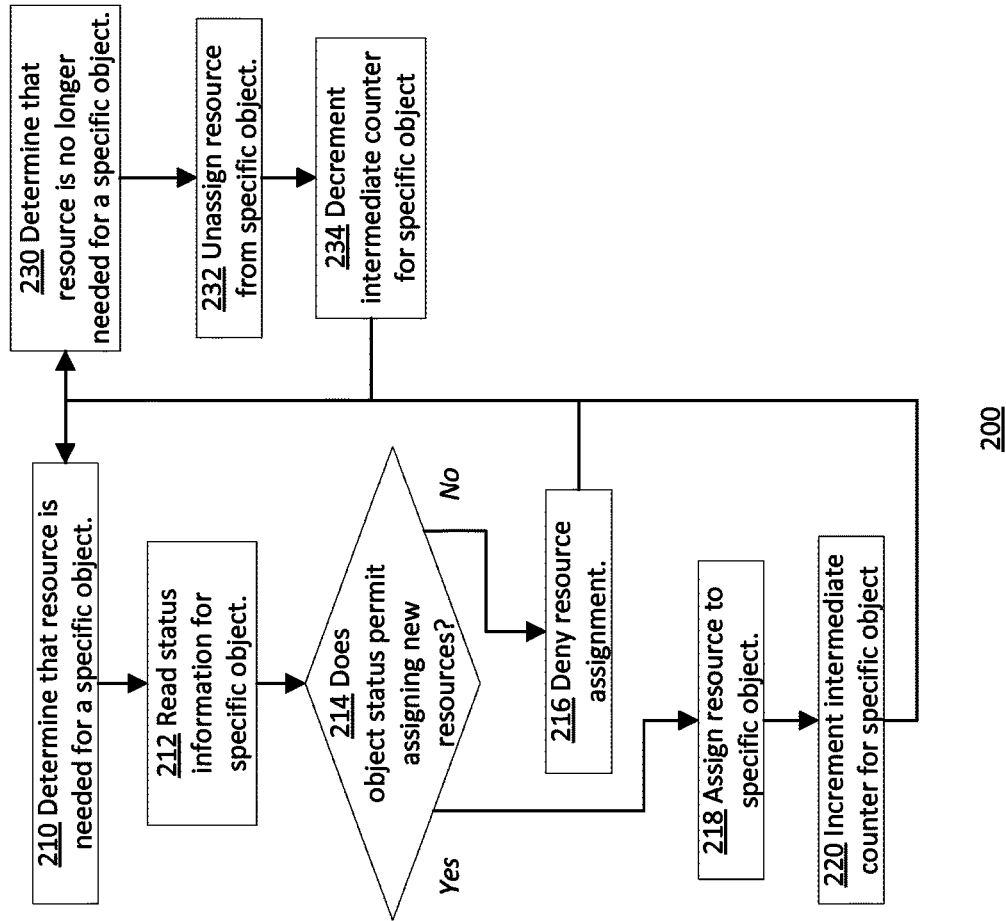 210 Determine that resource is
needed for a specific object.
212 Read status
information for
specific object.
214 Does
object status permit
assigning new
resources?
Yes
No
216 Deny resource
assignment.
218 Assign resource to
specific object.
220 Increment intermediate
counter for specific object
230 Determine that
resource is no longer
needed for a specific object.
232 Unassign resource
from specific object.
234 Decrement
intermediate counter
for specific object
200